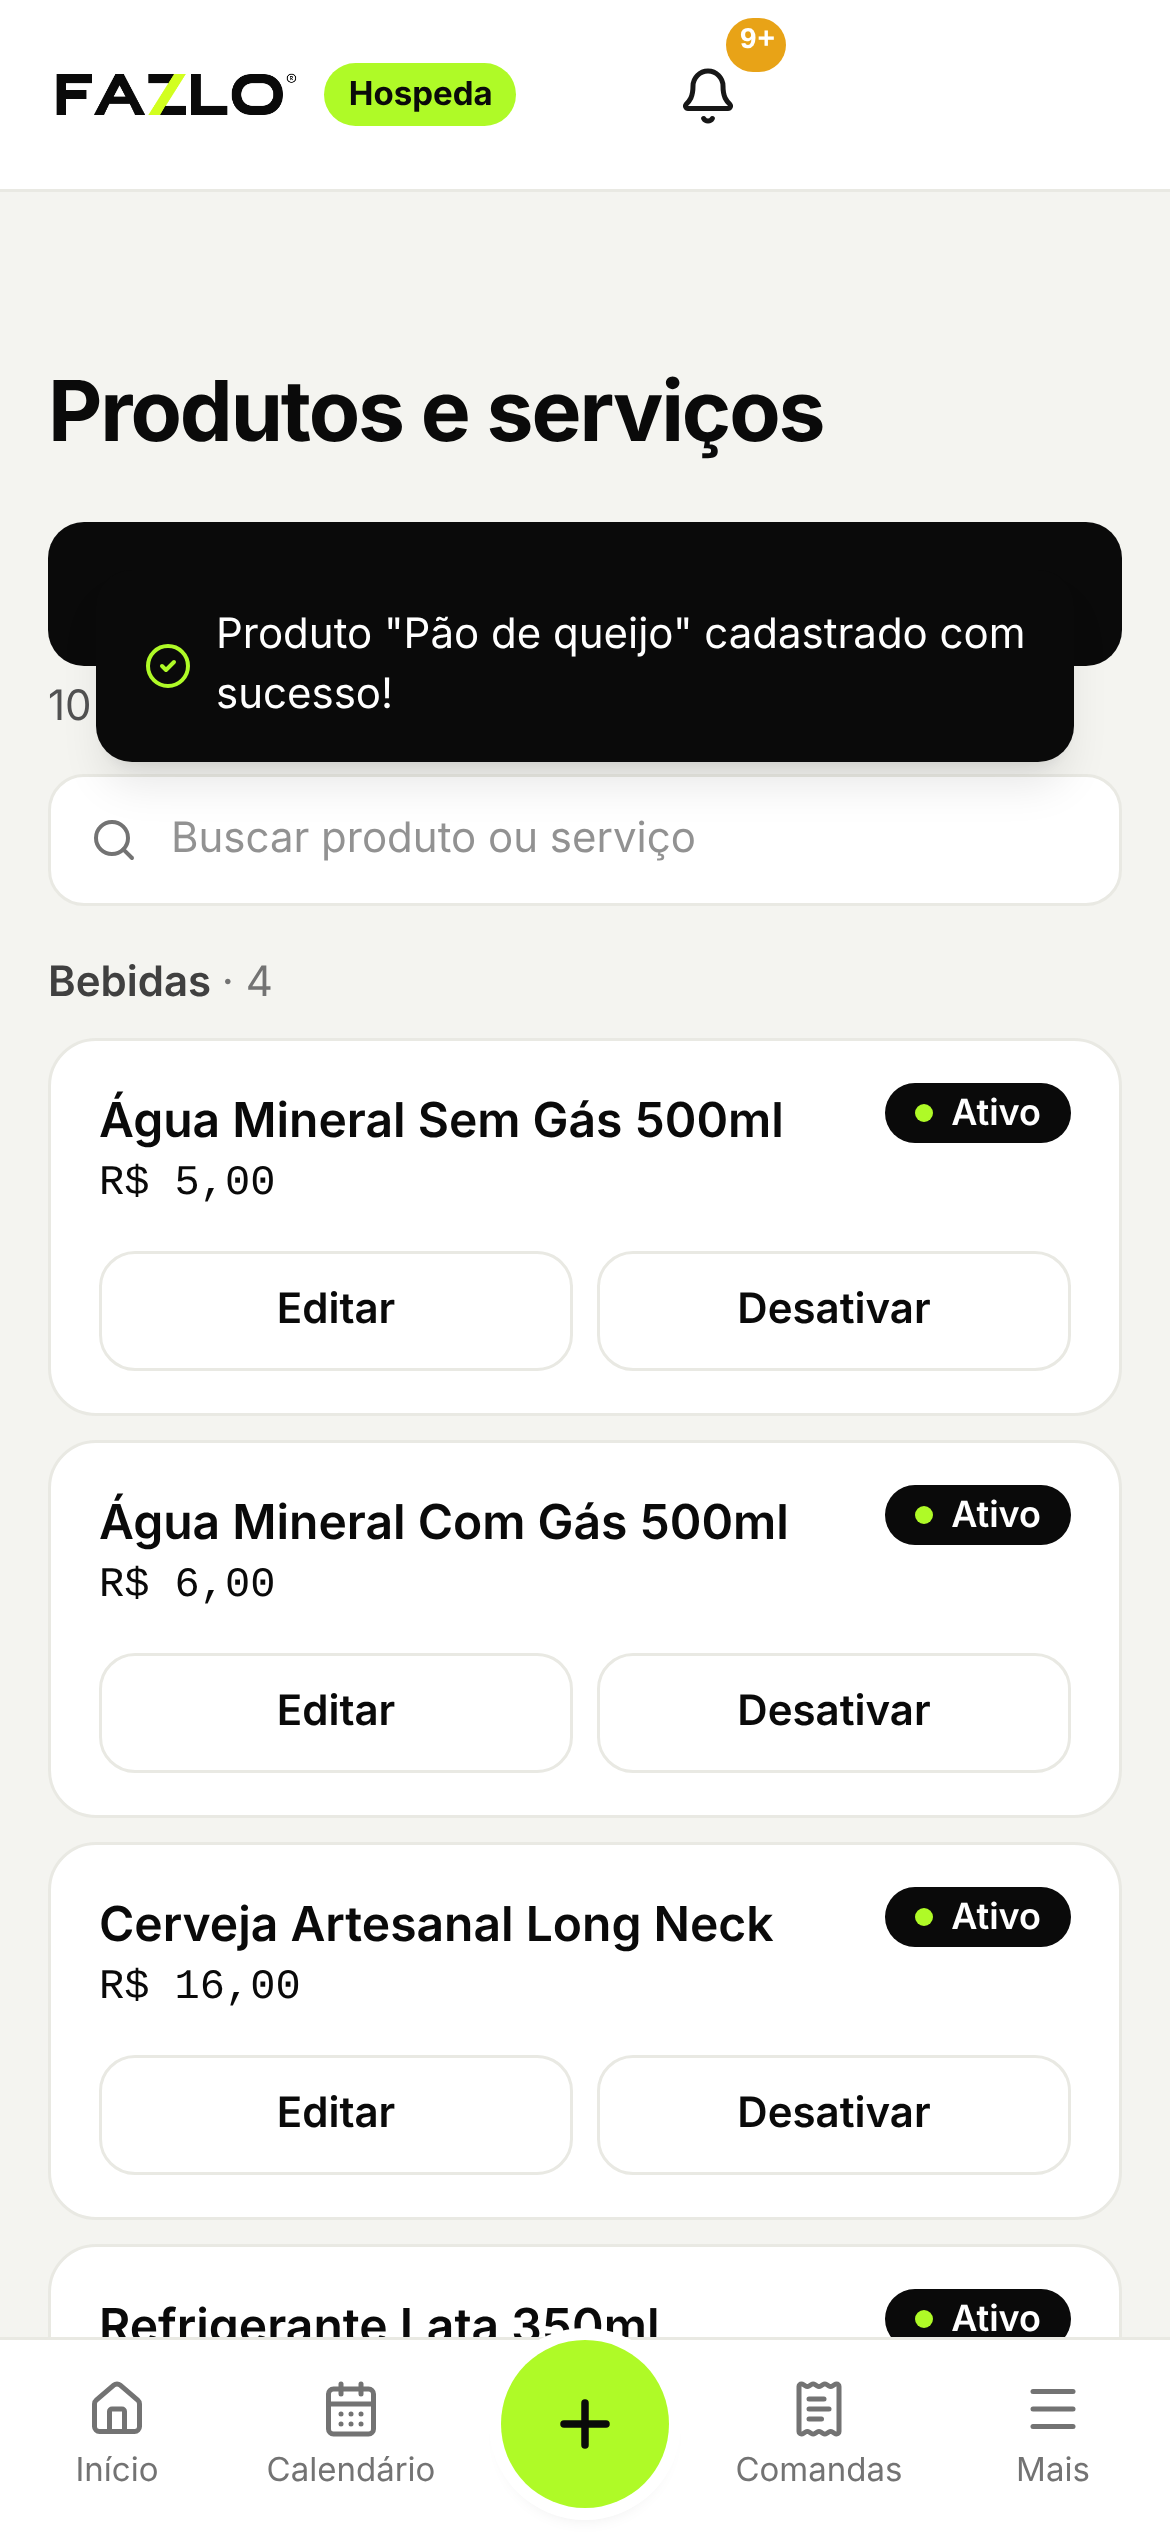 FAZLO®
Hospeda
9+
Produtos e serviços
Produto "Pão de queijo" cadastrado com
sucesso!
10
Buscar produto ou serviço
Bebidas · 4
Água Mineral Sem Gás 500ml
Ativo
R$ 5,00
Editar
Desativar
Água Mineral Com Gás 500ml
Ativo
R$ 6,00
Editar
Desativar
Cerveja Artesanal Long Neck
Ativo
R$ 16,00
Editar
Desativar
Refrigerante Lata 350ml
Ativo
Início
Calendário
Comandas
Mais